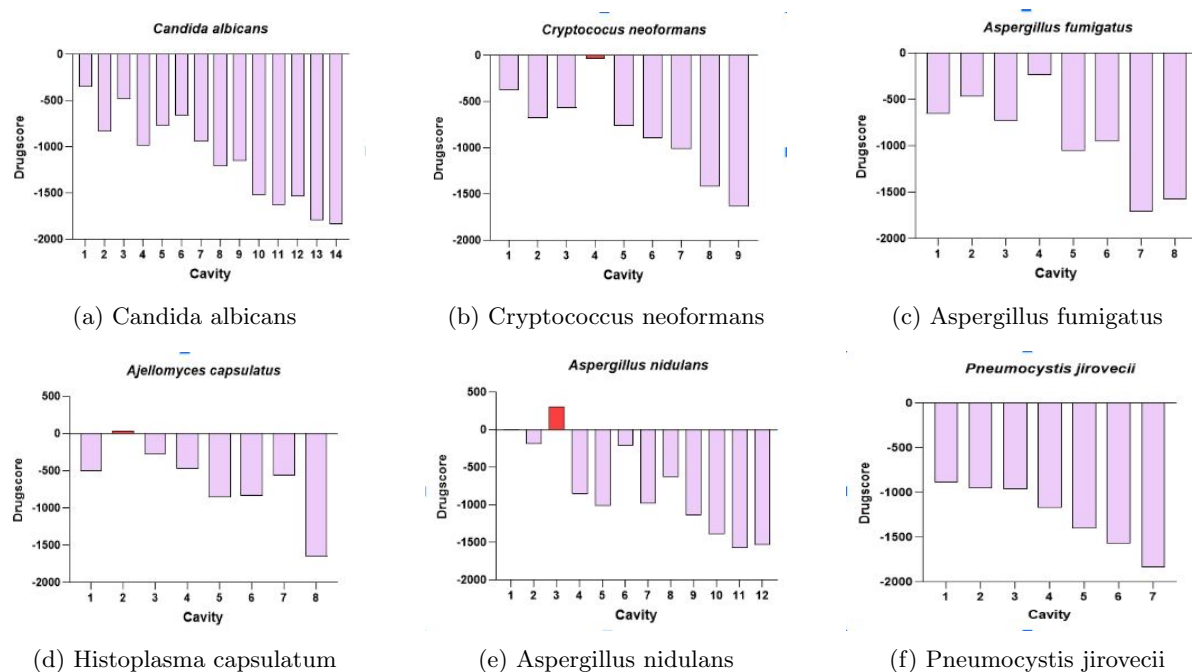 Candida albicans
0
-500
-1000
-1500
-2000
Drugscore
1 2 3 4 5 6 7 8 9 10 11 12 13 14
Cavity
(a) Candida albicans
Cryptococus neoformans
0
-500
-1000
-1500
-2000
Drugscore
1 2 3 4 5 6 7 8 9
Cavity
(b) Cryptococcus neoformans
Aspergillus fumigatus
0
-500
-1000
-1500
-2000
Drugscore
1 2 3 4 5 6 7 8
Cavity
(c) Aspergillus fumigatus
Ajellomyces capsulatus
500
0
-500
-1000
-1500
-2000
Drugscore
1 2 3 4 5 6 7 8
Cavity
(d) Histoplasma capsulatum
Aspergillus nidulans
500
0
-500
-1000
-1500
-2000
Drugscore
1 2 3 4 5 6 7 8 9 10 11 12
Cavity
(e) Aspergillus nidulans
Pneumocystis jirovecii
0
-500
-1000
-1500
-2000
Drugscore
1 2 3 4 5 6 7
Cavity
(f) Pneumocystis jirovecii